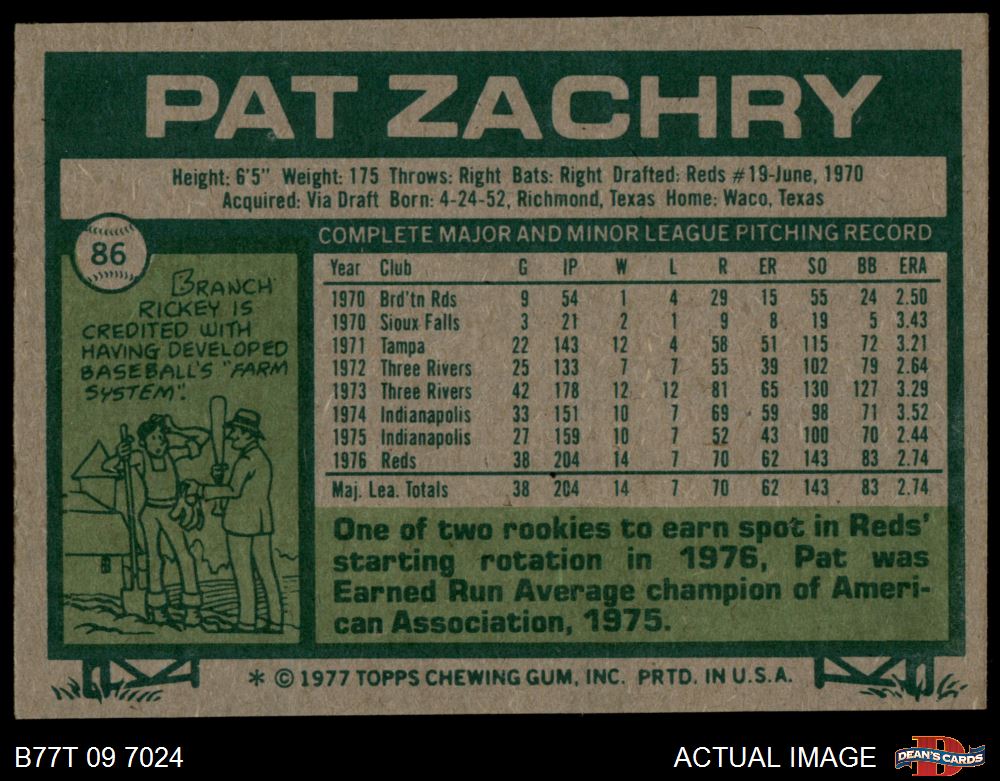 PAT ZACHRY
Height: 6'5" Weight: 175 Throws: Right Bats: Right Drafted: Reds #19-June, 1970
Acquired: Via Draft Born: 4-24-52, Richmond, Texas Home: Waco, Texas
86
BRANCH
RICKEY IS
CREDITED WITH
HAVING DEVELOPED
BASEBALL'S "FARM
SYSTEM".
COMPLETE MAJOR AND MINOR LEAGUE PITCHING RECORD
Year Club G IP W L R ER SO BB ERA
1970 Brd'tn Rds 9 54 1 4 29 15 55 24 2.50
1970 Sioux Falls 3 21 2 1 9 8 19 5 3.43
1971 Tampa 22 143 12 4 58 51 115 72 3.21
1972 Three Rivers 25 133 7 7 55 39 102 79 2.64
1973 Three Rivers 42 178 12 12 81 65 130 127 3.29
1974 Indianapolis 33 151 10 7 69 59 98 71 3.52
1975 Indianapolis 27 159 10 7 52 43 100 70 2.44
1976 Reds 38 204 14 7 70 62 143 83 2.74
Maj. Lea. Totals 38 204 14 7 70 62 143 83 2.74
One of two rookies to earn spot in Reds'
starting rotation in 1976, Pat was
Earned Run Average champion of Ameri-
can Association, 1975.
* © 1977 TOPPS CHEWING GUM, INC. PRTD. IN U.S.A.
B77T 09 7024
ACTUAL IMAGE
D
DEAN'S CARDS